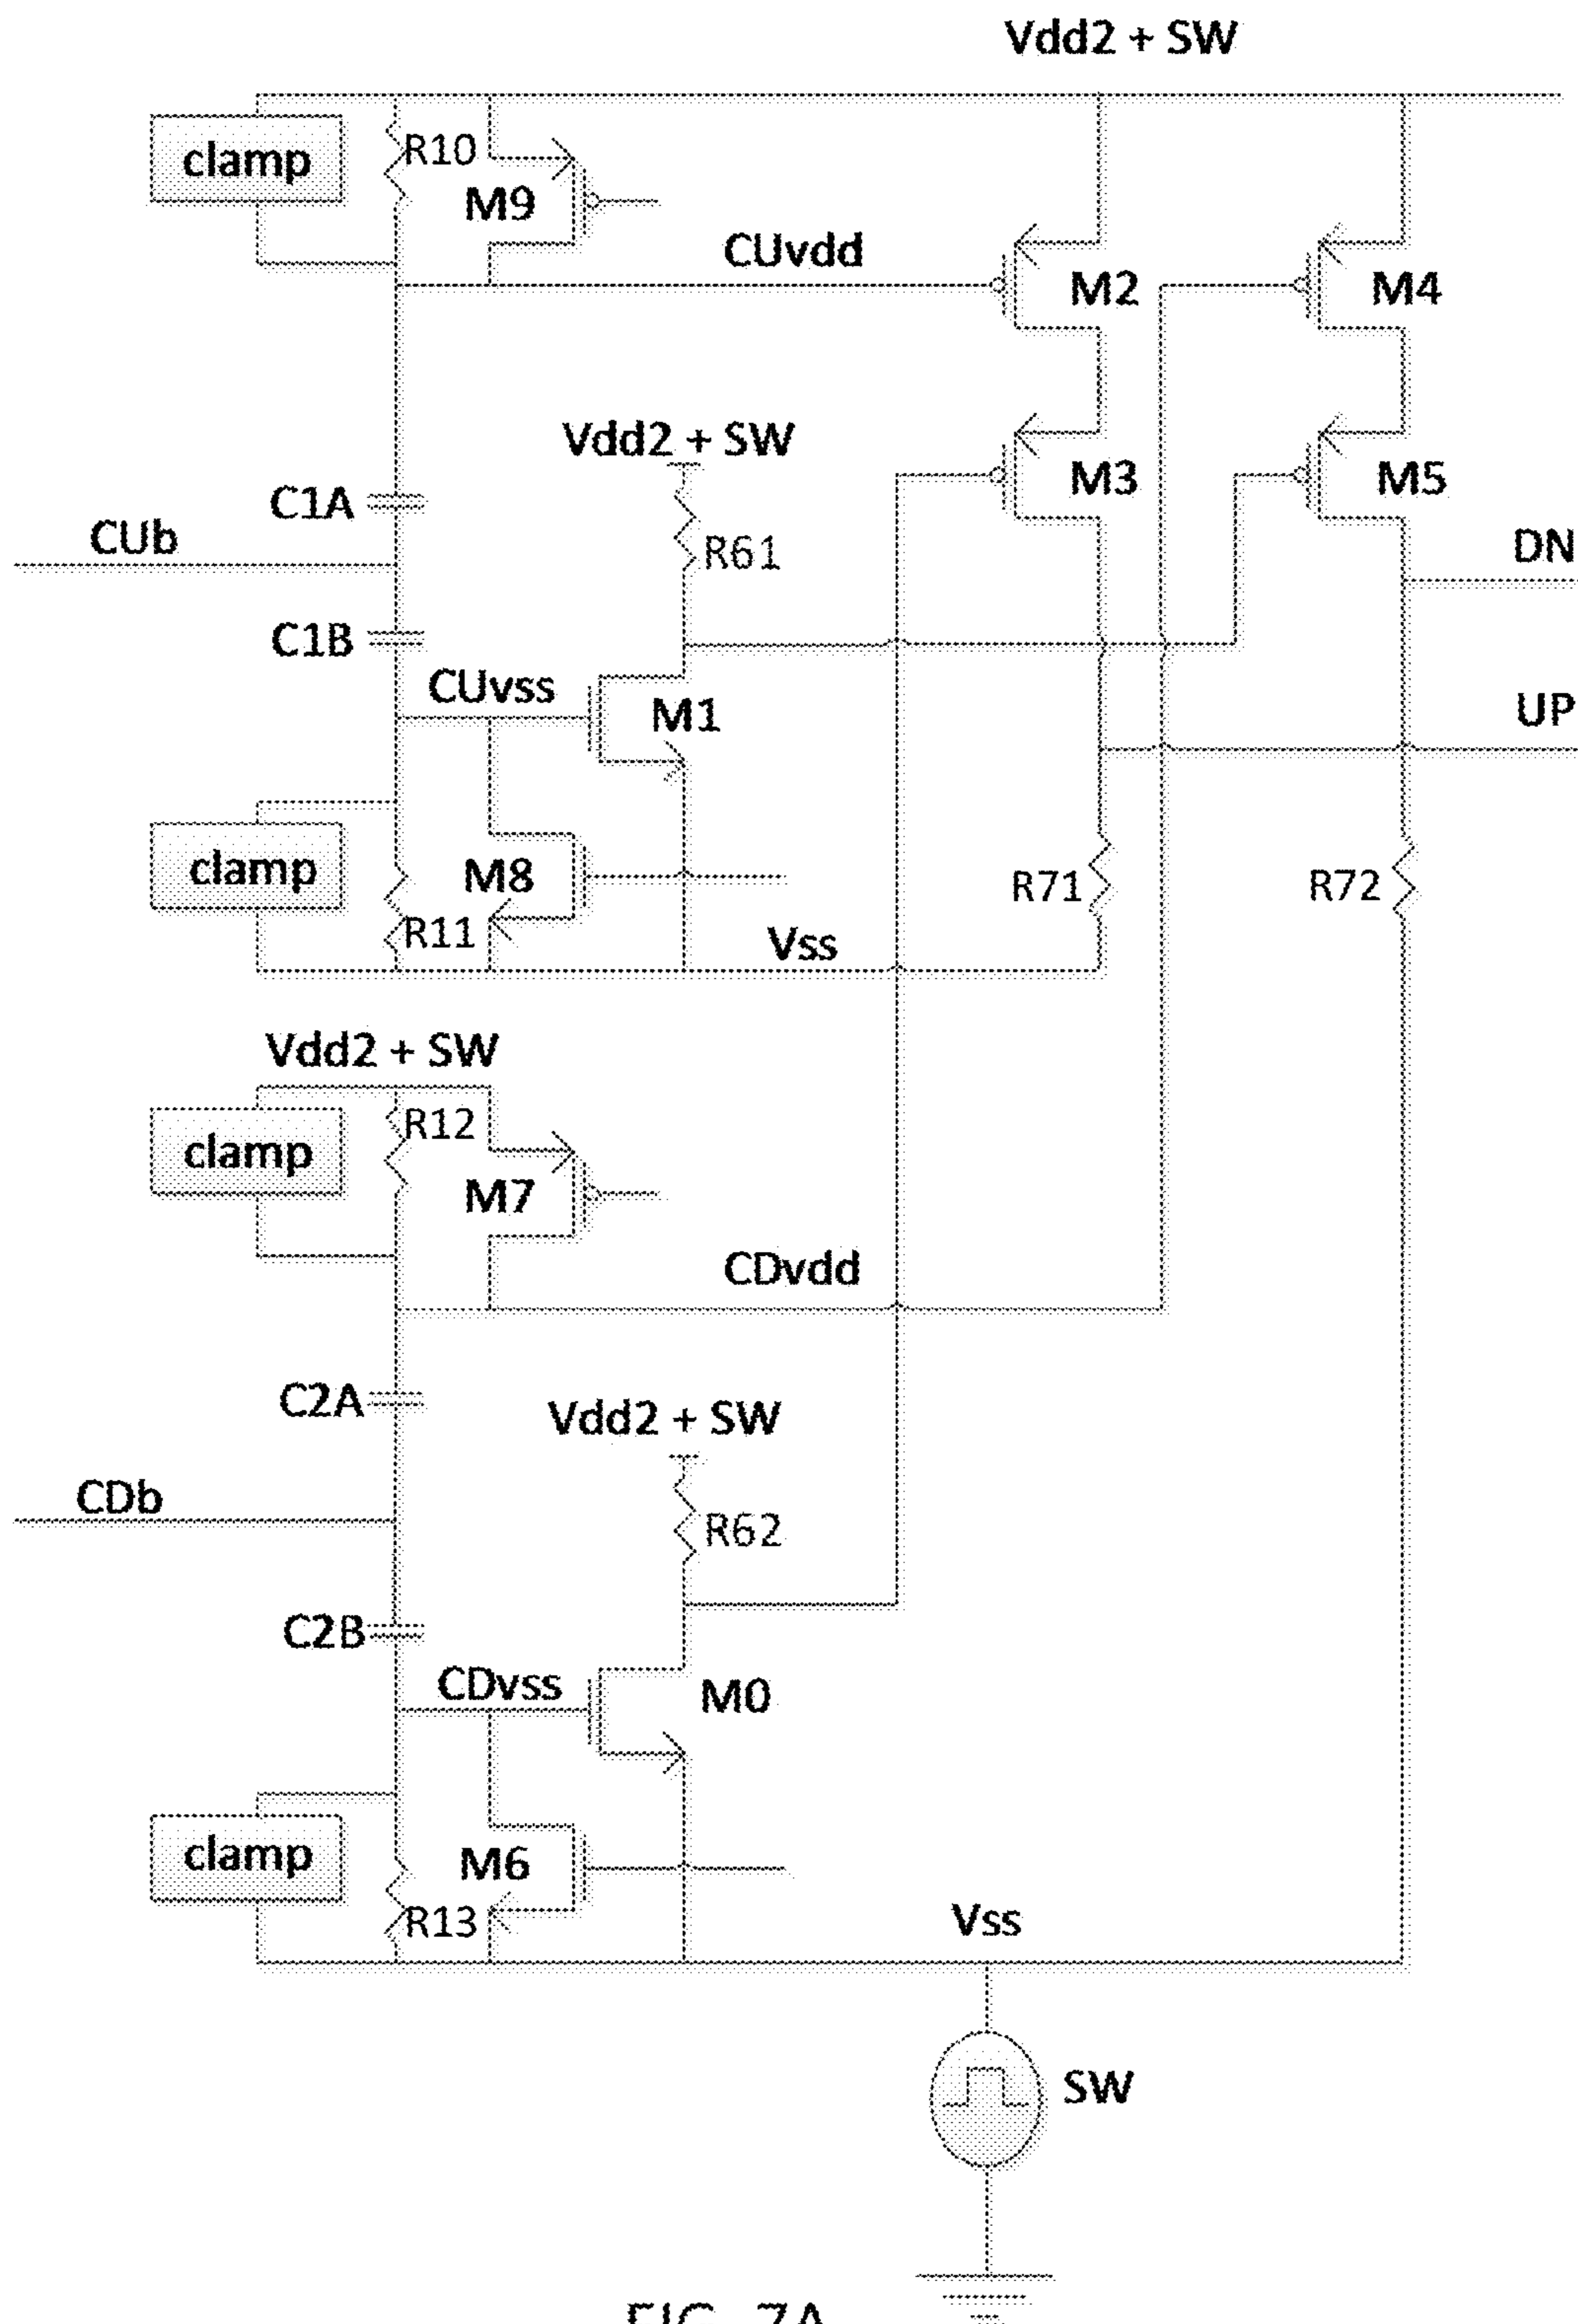 Vdd2 + SW
clamp
R10
M9
CUvdd
M2
M4
Vdd2 + SW
C1A
M3
M5
CUb
R61
DN
C1B
CUvss
M1
UP
clamp
M8
R71
R72
R11
Vss
Vdd2 + SW
R12
clamp
M7
CDvdd
C2A
Vdd2 + SW
CDb
R62
C2B
CDvss
M0
clamp
M6
R13
Vss
SW
FIG. 7A